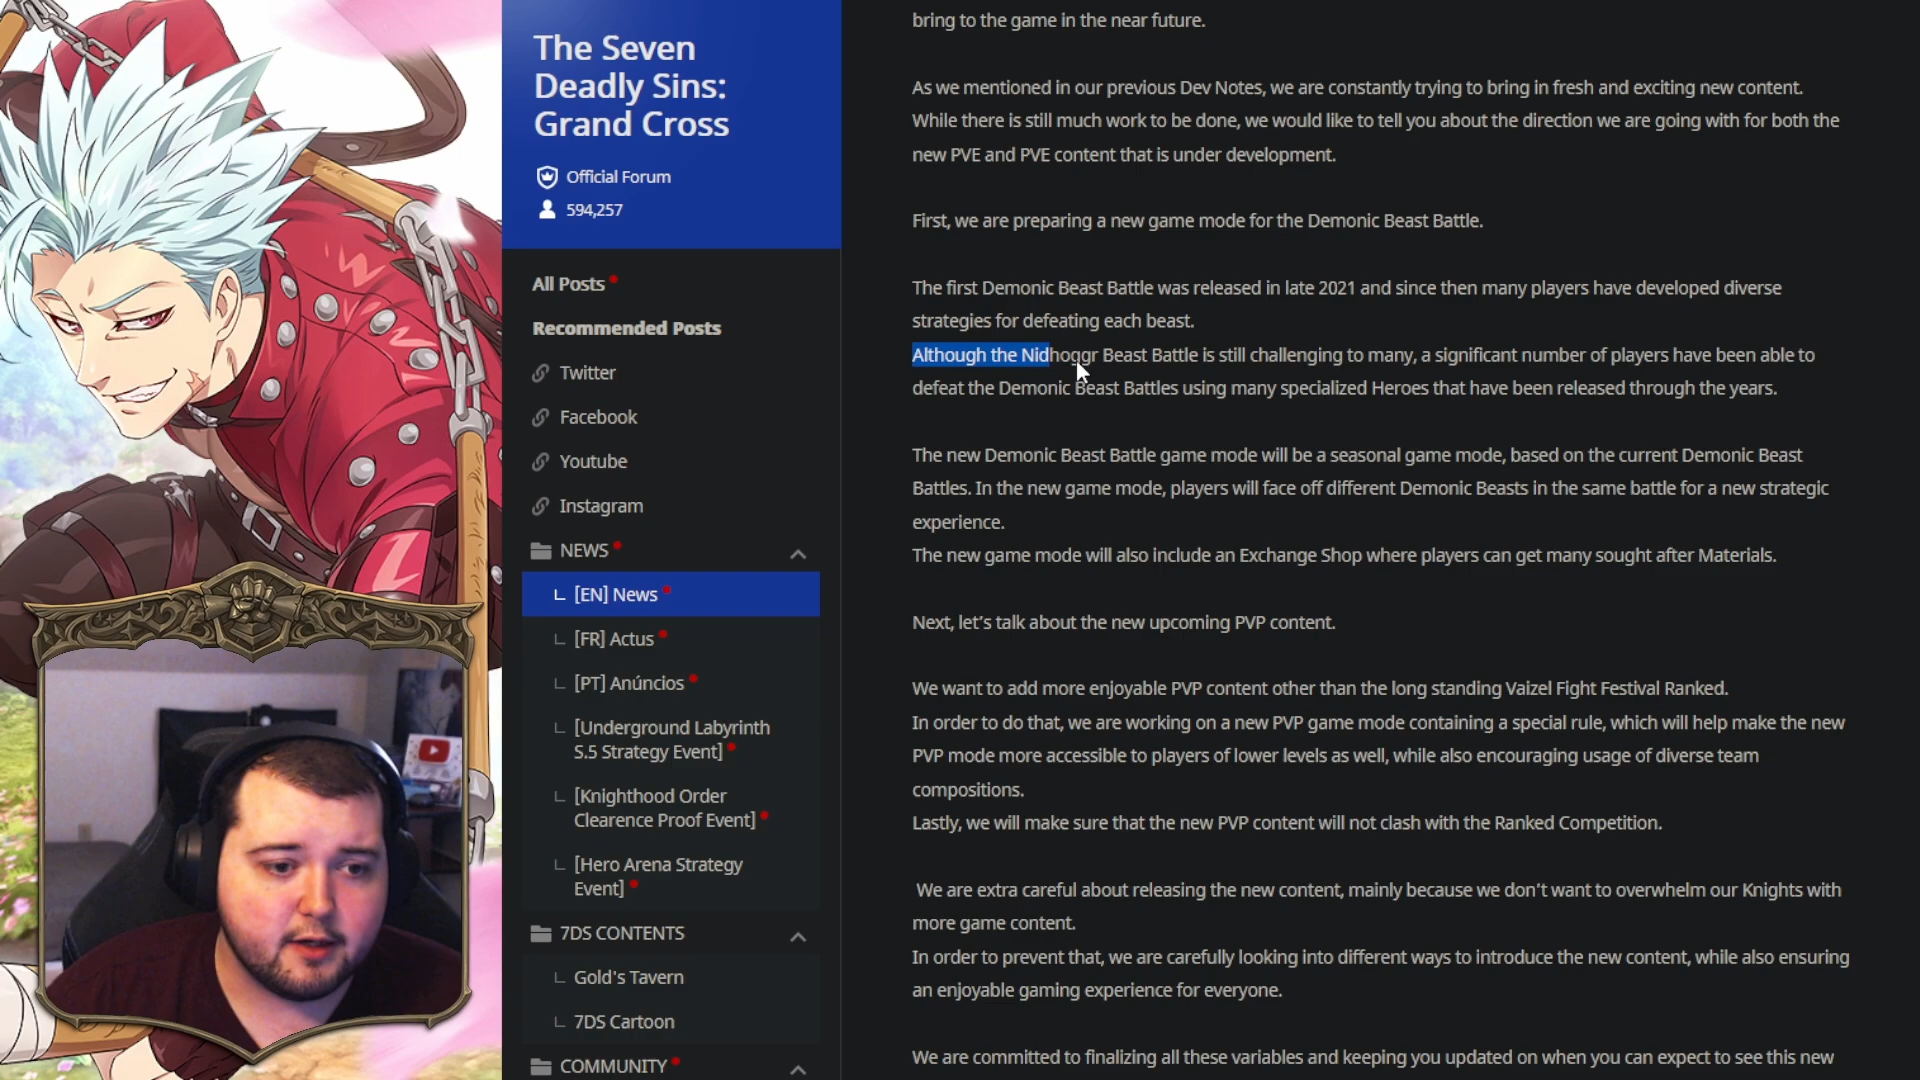 The Seven
Deadly Sins:
Grand Cross
Official Forum
594,257
All Posts
Recommended Posts
Twitter
Facebook
Youtube
Instagram
NEWS
[EN] News
[FR] Actus
[PT] Anúncios
[Underground Labyrinth
S.5 Strategy Event]
[Knighthood Order
Clearence Proof Event]
[Hero Arena Strategy
Event]
7DS CONTENTS
Gold's Tavern
7DS Cartoon
COMMUNITY
bring to the game in the near future.
As we mentioned in our previous Dev Notes, we are constantly trying to bring in fresh and exciting new content.
While there is still much work to be done, we would like to tell you about the direction we are going with for both the
new PVE and PVE content that is under development.
First, we are preparing a new game mode for the Demonic Beast Battle.
The first Demonic Beast Battle was released in late 2021 and since then many players have developed diverse
strategies for defeating each beast.
Although the Nidhoggr Beast Battle is still challenging to many, a significant number of players have been able to
defeat the Demonic Beast Battles using many specialized Heroes that have been released through the years.
The new Demonic Beast Battle game mode will be a seasonal game mode, based on the current Demonic Beast
Battles. In the new game mode, players will face off different Demonic Beasts in the same battle for a new strategic
experience.
The new game mode will also include an Exchange Shop where players can get many sought after Materials.
Next, let's talk about the new upcoming PVP content.
We want to add more enjoyable PVP content other than the long standing Vaizel Fight Festival Ranked.
In order to do that, we are working on a new PVP game mode containing a special rule, which will help make the new
PVP mode more accessible to players of lower levels as well, while also encouraging usage of diverse team
compositions.
Lastly, we will make sure that the new PVP content will not clash with the Ranked Competition.
We are extra careful about releasing the new content, mainly because we don't want to overwhelm our Knights with
more game content.
In order to prevent that, we are carefully looking into different ways to introduce the new content, while also ensuring
an enjoyable gaming experience for everyone.
We are committed to finalizing all these variables and keeping you updated on when you can expect to see this new